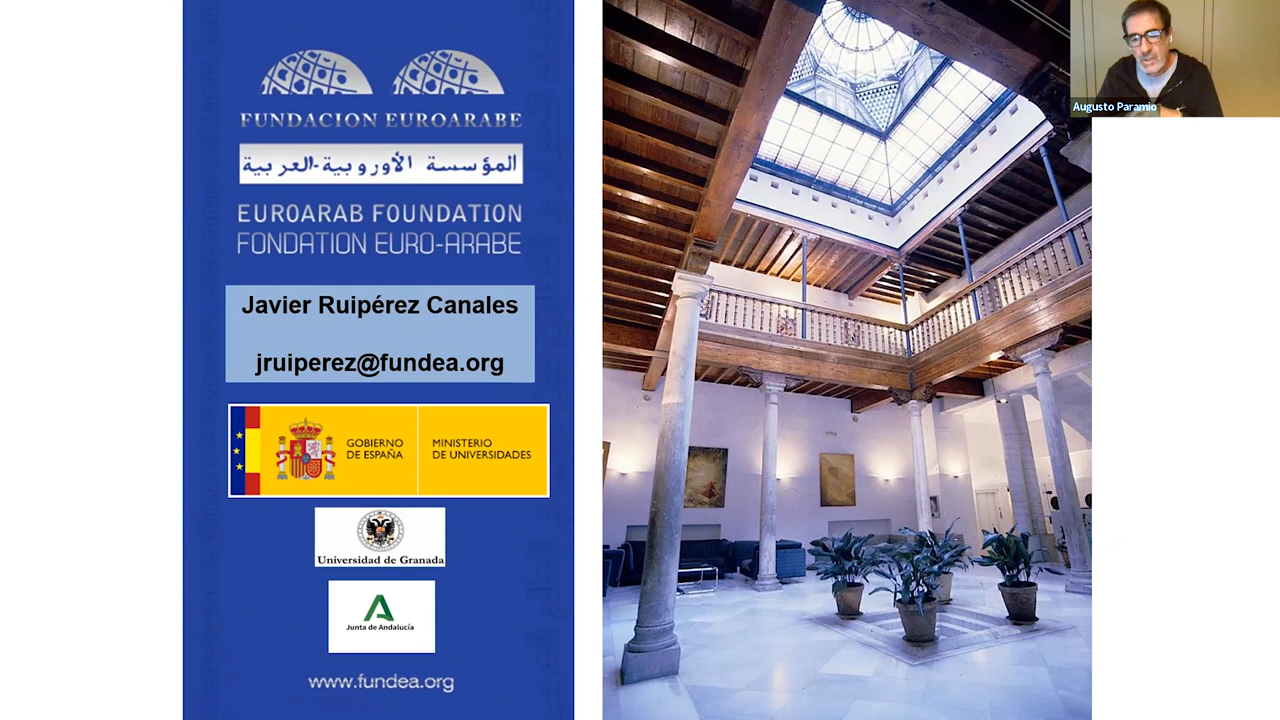 FUNDACION EUROARABE
المؤسسة الأوروبية-العربية
EUROARAB FOUNDATION
FONDATION EURO-ARABE
Javier Ruipérez Canales
jruiperez@fundea.org
GOBIERNO
DE ESPAÑA
MINISTERIO
DE UNIVERSIDADES
Universidad de Granada
Junta de Andalucía
www.fundea.org
Augusto Paramio